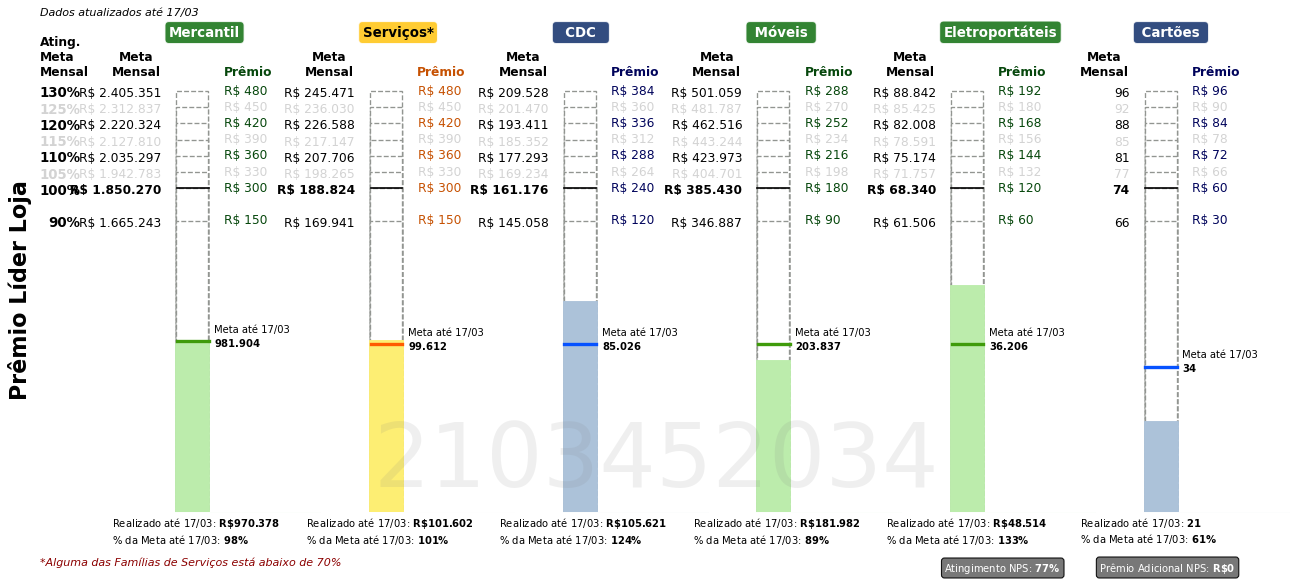 Dados atualizados até 17/03
Mercantil Serviços* CDC Móveis Eletroportáteis Cartões
Ating. Meta Mensal Meta Mensal Prêmio Meta Mensal Prêmio Meta Mensal Prêmio Meta Mensal Prêmio Meta Mensal Prêmio Meta Mensal Prêmio
130% R$ 2.405.351 R$ 480 R$ 245.471 R$ 480 R$ 209.528 R$ 384 R$ 501.059 R$ 288 R$ 88.842 R$ 192 96 R$ 96
125% R$ 2.312.837 R$ 450 R$ 236.030 R$ 450 R$ 201.470 R$ 360 R$ 481.787 R$ 270 R$ 85.425 R$ 180 92 R$ 90
120% R$ 2.220.324 R$ 420 R$ 226.588 R$ 420 R$ 193.411 R$ 336 R$ 462.516 R$ 252 R$ 82.008 R$ 168 88 R$ 84
115% R$ 2.127.810 R$ 390 R$ 217.147 R$ 390 R$ 185.352 R$ 312 R$ 443.244 R$ 234 R$ 78.591 R$ 156 85 R$ 78
110% R$ 2.035.297 R$ 360 R$ 207.706 R$ 360 R$ 177.293 R$ 288 R$ 423.973 R$ 216 R$ 75.174 R$ 144 81 R$ 72
105% R$ 1.942.783 R$ 330 R$ 198.265 R$ 330 R$ 169.234 R$ 264 R$ 404.701 R$ 198 R$ 71.757 R$ 132 77 R$ 66
100% R$ 1.850.270 R$ 300 R$ 188.824 R$ 300 R$ 161.176 R$ 240 R$ 385.430 R$ 180 R$ 68.340 R$ 120 74 R$ 60
90% R$ 1.665.243 R$ 150 R$ 169.941 R$ 150 R$ 145.058 R$ 120 R$ 346.887 R$ 90 R$ 61.506 R$ 60 66 R$ 30
Prêmio Líder Loja
Meta até 17/03 Meta até 17/03 Meta até 17/03 Meta até 17/03 Meta até 17/03 Meta até 17/03
981.904 99.612 85.026 203.837 36.206 34
2103452034
Realizado até 17/03: R$970.378 Realizado até 17/03: R$101.602 Realizado até 17/03: R$105.621 Realizado até 17/03: R$181.982 Realizado até 17/03: R$48.514 Realizado até 17/03: 21
% da Meta até 17/03: 98% % da Meta até 17/03: 101% % da Meta até 17/03: 124% % da Meta até 17/03: 89% % da Meta até 17/03: 133% % da Meta até 17/03: 61%
*Alguma das Famílias de Serviços está abaixo de 70% Atingimento NPS: 77% Prêmio Adicional NPS: R$0